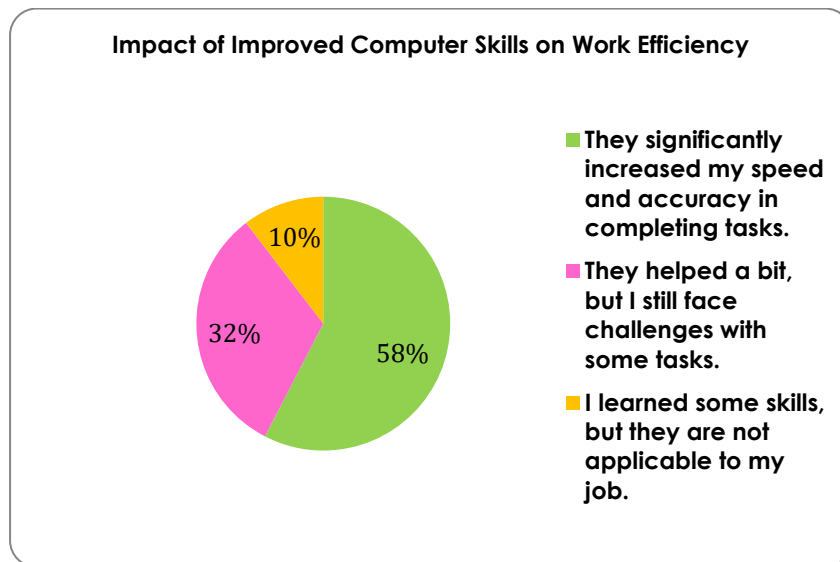 Impact of Improved Computer Skills on Work Efficiency
They significantly
increased my speed
and accuracy in
completing tasks.
They helped a bit,
but I still face
challenges with
some tasks.
I learned some skills,
but they are not
applicable to my
job.
10%
32%
58%